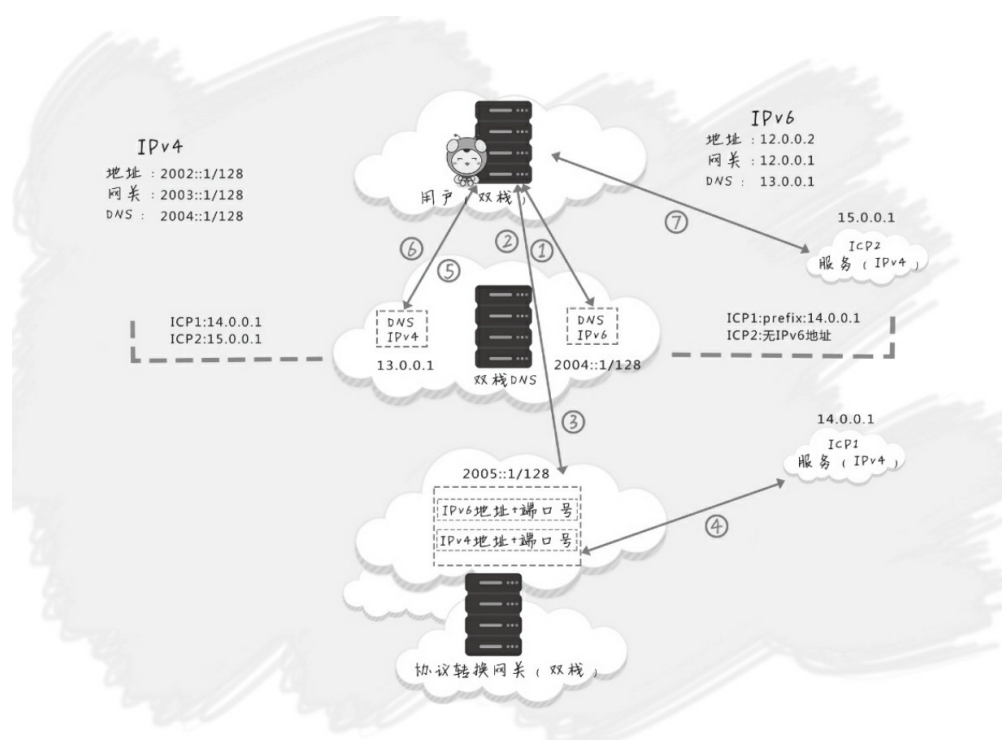 IPv4
地址：2002::1/128
网关：2003::1/128
DNS： 2004::1/128
IPv6
地址：12.0.0.2
网关：12.0.0.1
DNS： 13.0.0.1
用户（双栈）
⑦
15.0.0.1
ICP2
服务（IPv4）
⑥
②
①
⑤
ICP1:14.0.0.1
ICP2:15.0.0.1
DNS
IPv4
13.0.0.1
双栈DNS
DNS
IPv6
2004::1/128
ICP1:prefix:14.0.0.1
ICP2:无IPv6地址
③
14.0.0.1
ICP1
服务（IPv4）
④
2005::1/128
IPv6地址+端口号
IPv4地址+端口号
协议转换网关（双栈）